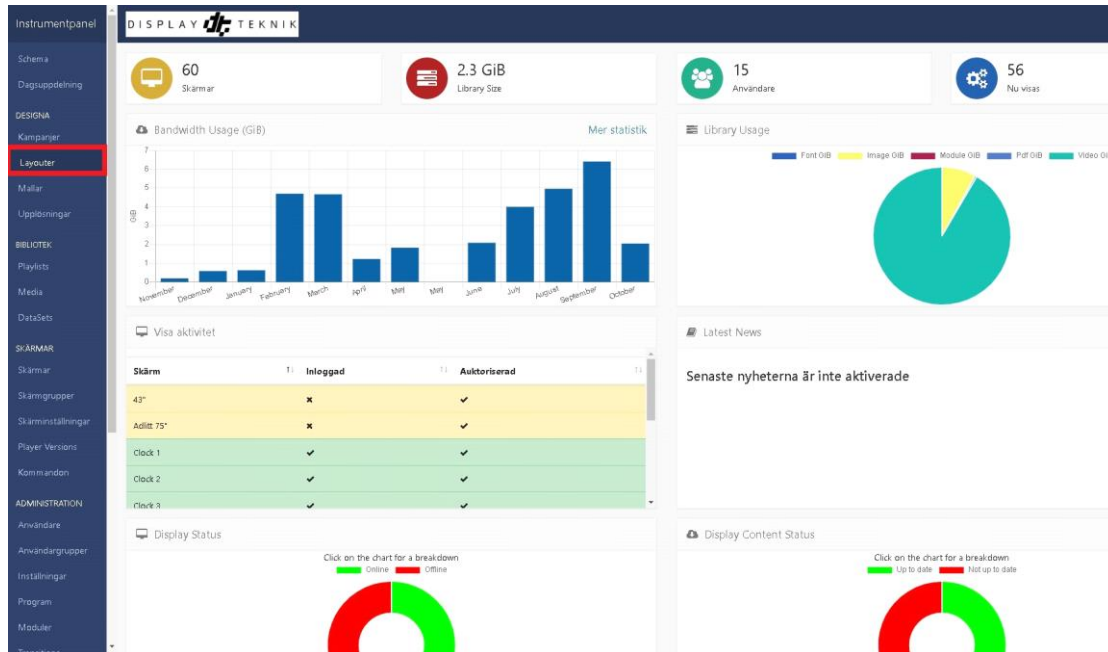 Instrumentpanel
DISPLAY dt TEKNIK
Schema
Dagsuppdelning
DESIGNA
Kampanjer
Layouter
Mallar
Upplösningar
BIBLIOTEK
Playlists
Media
DataSets
SKÄRMAR
Skärmar
Skärmgrupper
Skärminställningar
Player Versions
Kommandon
ADMINISTRATION
Användare
Användargrupper
Inställningar
Program
Moduler
60
Skärmar
2.3 GiB
Library Size
15
Användare
56
Nu visas
Bandwidth Usage (GiB)
Mer statistik
GiB
7
6
5
4
3
2
1
0
November December January February March April May May June July August September October
Library Usage
Font GiB Image GiB Module GiB Pdf GiB Video Gi
Visa aktivitet
Skärm Inloggad Auktoriserad
43"
Adlitt 75"
Clock 1
Clock 2
Clock 3
Latest News
Senaste nyheterna är inte aktiverade
Display Status
Click on the chart for a breakdown
Online Offline
Display Content Status
Click on the chart for a breakdown
Up to date Not up to date